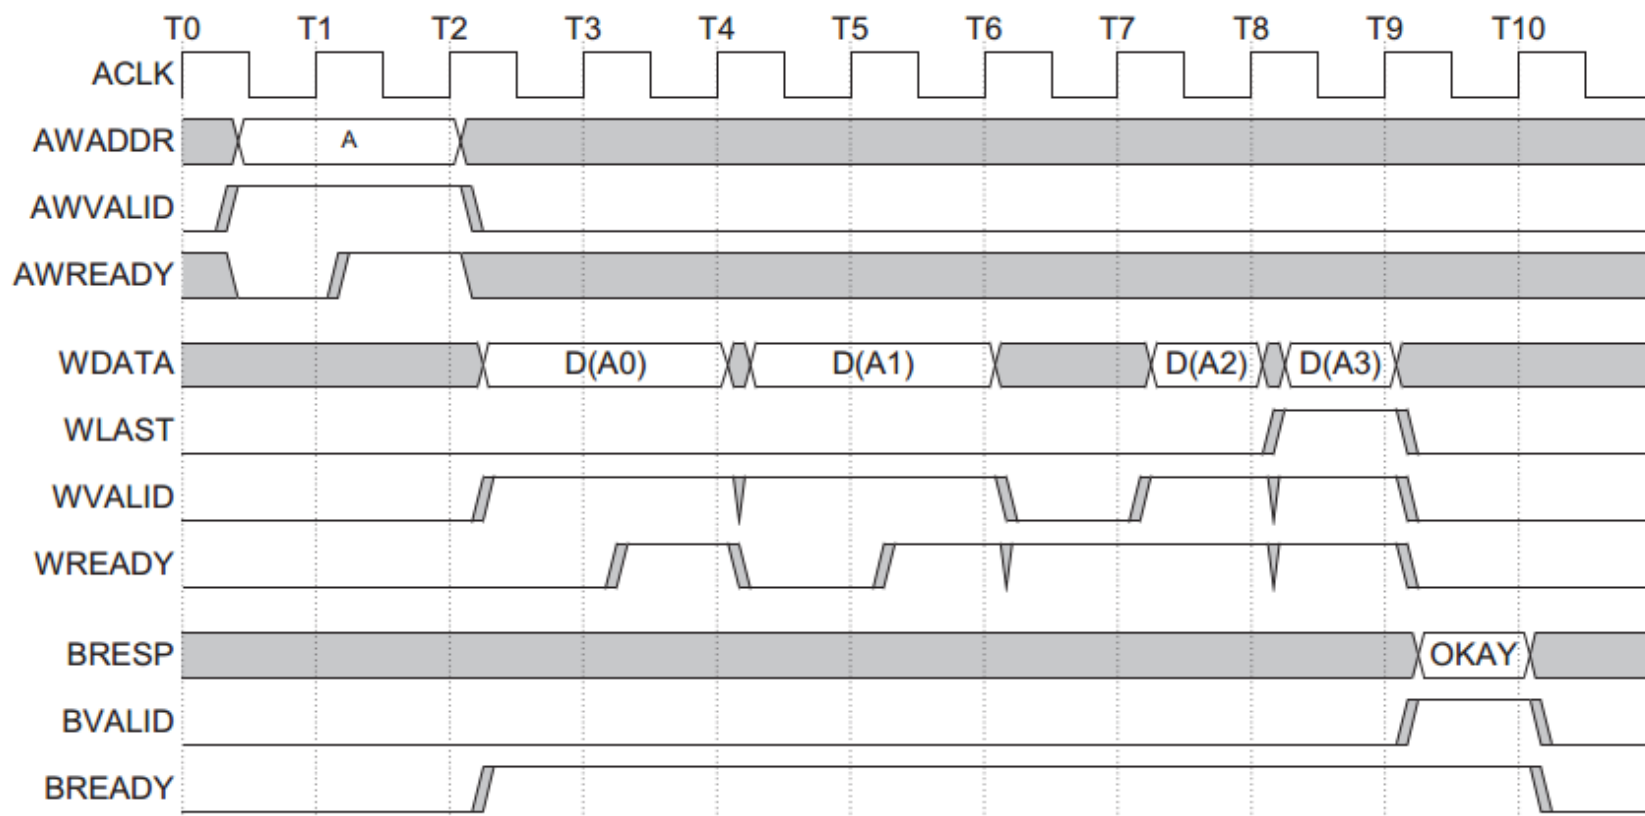 T0 T1 T2 T3 T4 T5 T6 T7 T8 T9 T10
ACLK
AWADDR A
AWVALID
AWREADY
WDATA D(A0) D(A1) D(A2) D(A3)
WLAST
WVALID
WREADY
BRESP OKAY
BVALID
BREADY